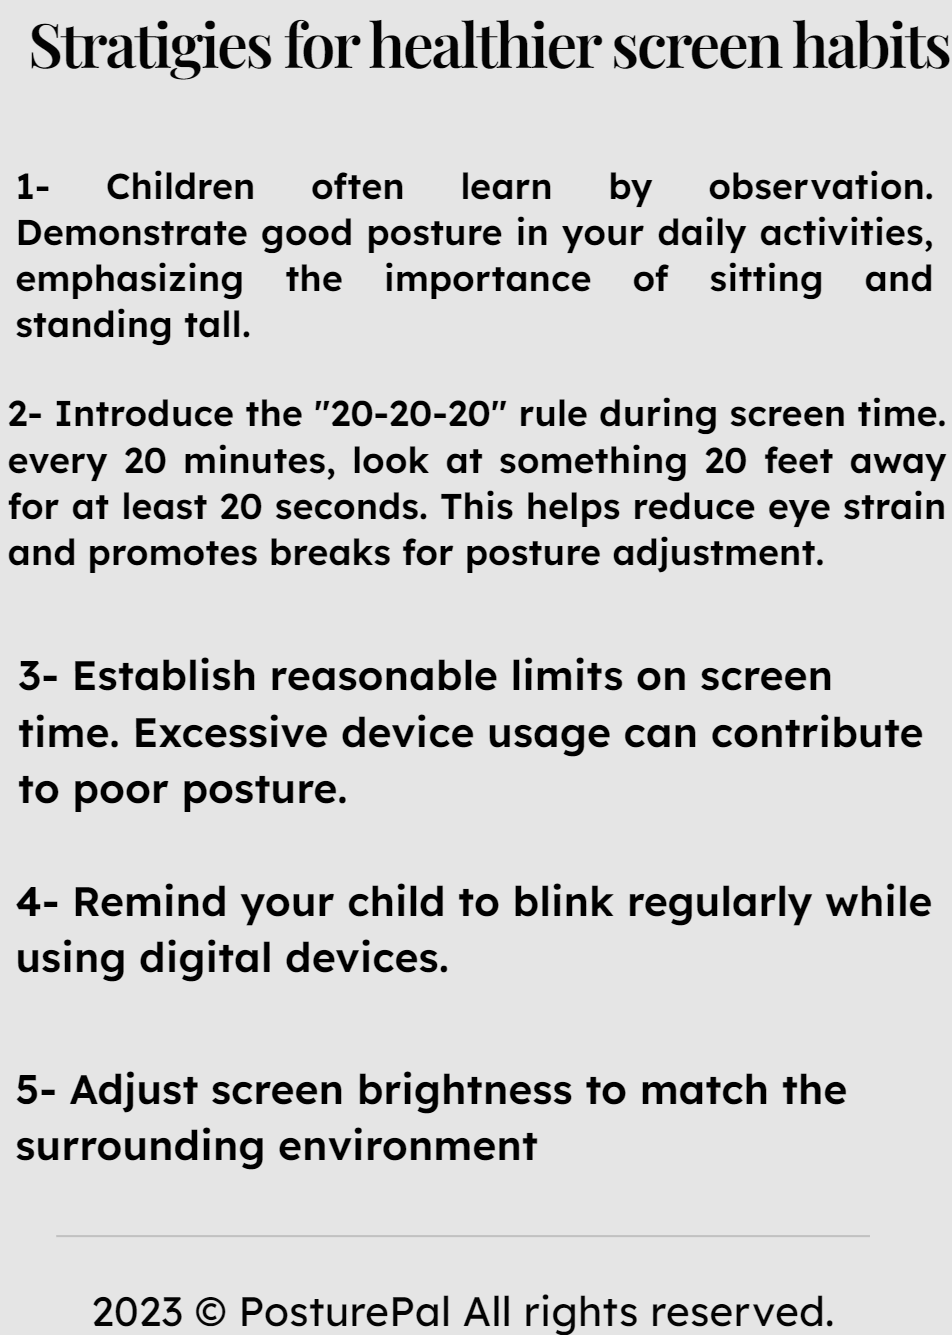 Stratigies for healthier screen habits
1- Children often learn by observation.
Demonstrate good posture in your daily activities,
emphasizing the importance of sitting and
standing tall.
2- Introduce the "20-20-20" rule during screen time.
every 20 minutes, look at something 20 feet away
for at least 20 seconds. This helps reduce eye strain
and promotes breaks for posture adjustment.
3- Establish reasonable limits on screen
time. Excessive device usage can contribute
to poor posture.
4- Remind your child to blink regularly while
using digital devices.
5- Adjust screen brightness to match the
surrounding environment
2023 © PosturePal All rights reserved.